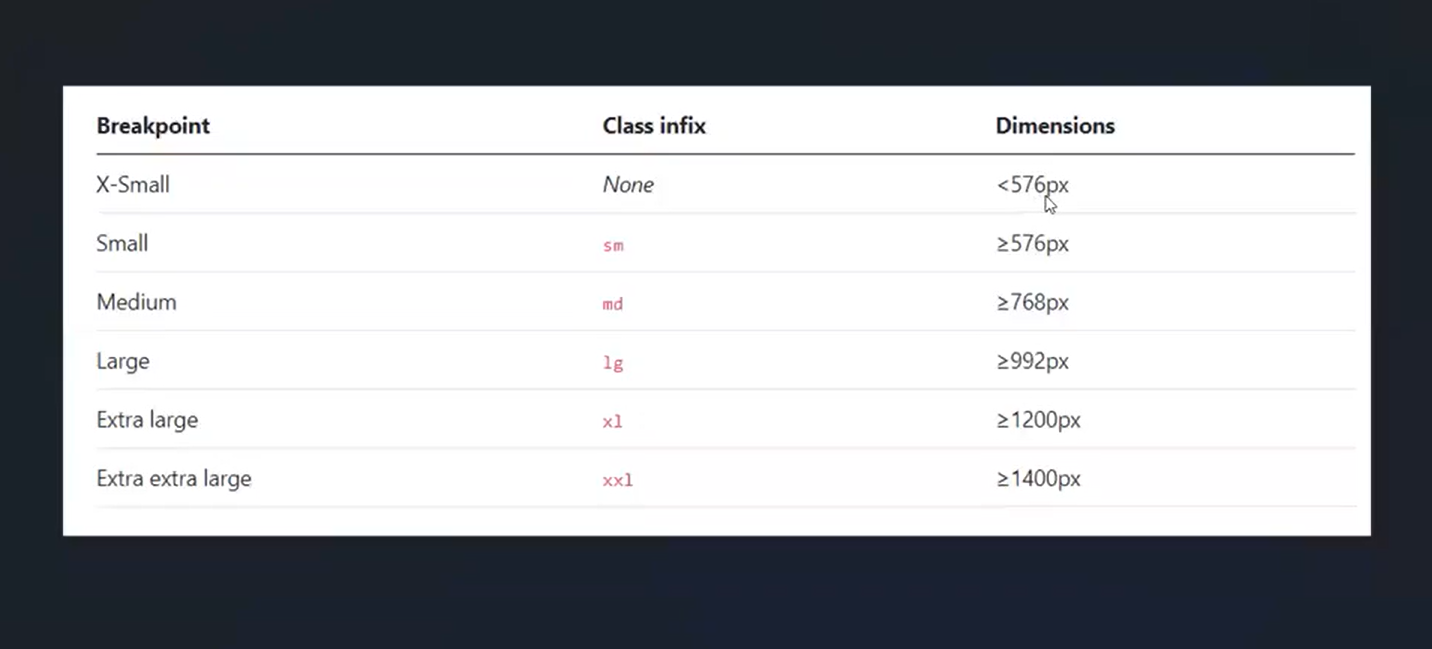 Breakpoint Class infix Dimensions
X-Small None <576px
Small sm ≥576px
Medium md ≥768px
Large lg ≥992px
Extra large xl ≥1200px
Extra extra large xxl ≥1400px